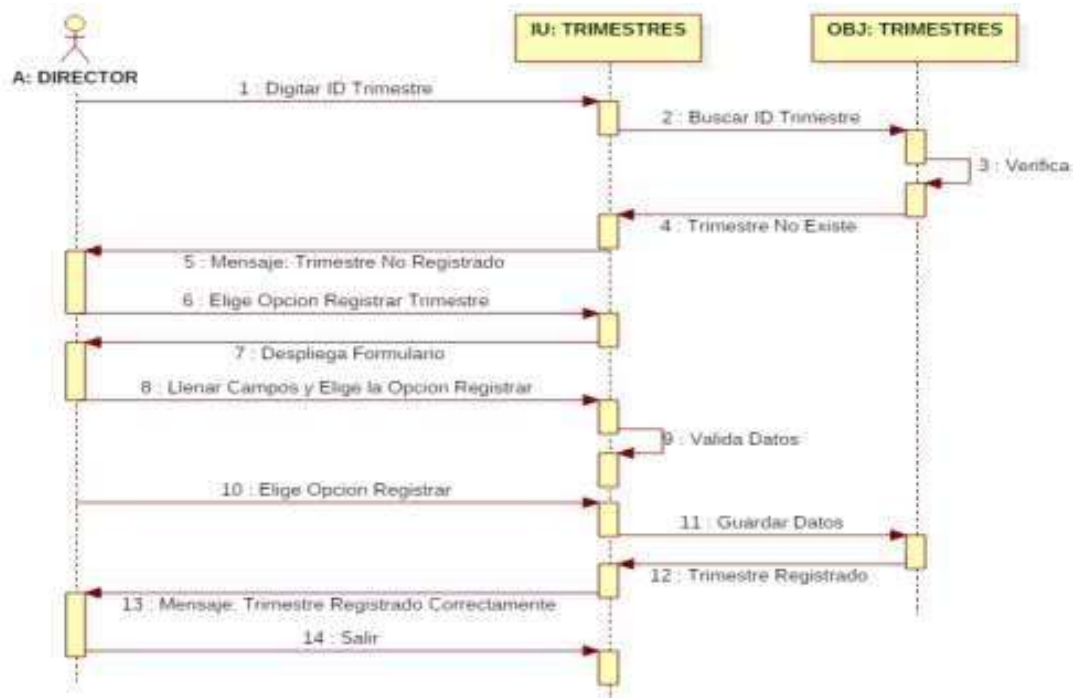 IU: TRIMESTRES
OBJ: TRIMESTRES
A: DIRECTOR
1 : Digitar ID Trimestre
2 : Buscar ID Trimestre
3 : Verifica
4 : Trimestre No Existe
5 : Mensaje: Trimestre No Registrado
6 : Elige Opcion Registrar Trimestre
7 : Despliega Formulario
8 : Llenar Campos y Elige la Opcion Registrar
9 : Valida Datos
10 : Elige Opcion Registrar
11 : Guardar Datos
12 : Trimestre Registrado
13 : Mensaje: Trimestre Registrado Correctamente
14 : Salir